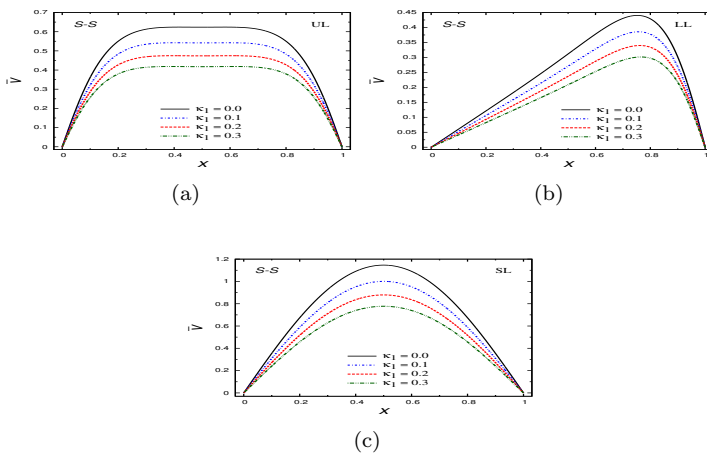 S-S
UL
0.7
0.6
0.5
0.4
0.3
0.2
0.1
0
V̄
κ₁ = 0.0
κ₁ = 0.1
κ₁ = 0.2
κ₁ = 0.3
0 0.2 0.4 0.6 0.8 1
x
(a)
S-S
LL
0.45
0.4
0.35
0.3
0.25
0.2
0.15
0.1
0.05
0
V̄
κ₁ = 0.0
κ₁ = 0.1
κ₁ = 0.2
κ₁ = 0.3
0 0.2 0.4 0.6 0.8 1
x
(b)
S-S
SL
1.2
1
0.8
0.6
0.4
0.2
0
V̄
κ₁ = 0.0
κ₁ = 0.1
κ₁ = 0.2
κ₁ = 0.3
0 0.2 0.4 0.6 0.8 1
x
(c)